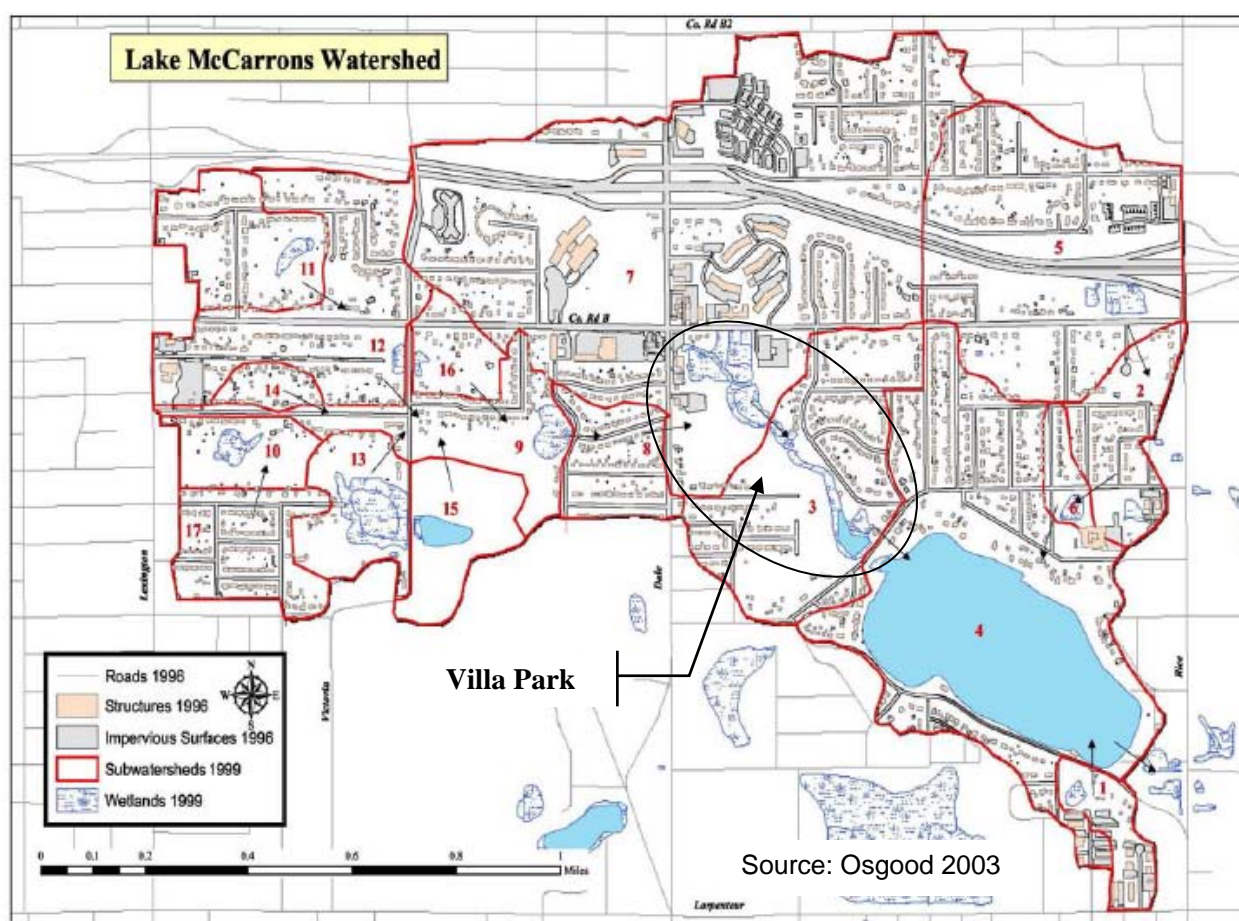 Co. Rd B2
Lake McCarrons Watershed
5
11
7
Co. Rd B
12
16
14
2
9
8
10
13
15
3
6
17
Lexington
Dale
4
Villa Park
Rice
Victoria
N
W E
S
Roads 1996
Structures 1996
Impervious Surfaces 1996
Subwatersheds 1999
Wetlands 1999
1
0 0.1 0.2 0.4 0.6 0.8 1
Miles
Source: Osgood 2003
Larpenteur